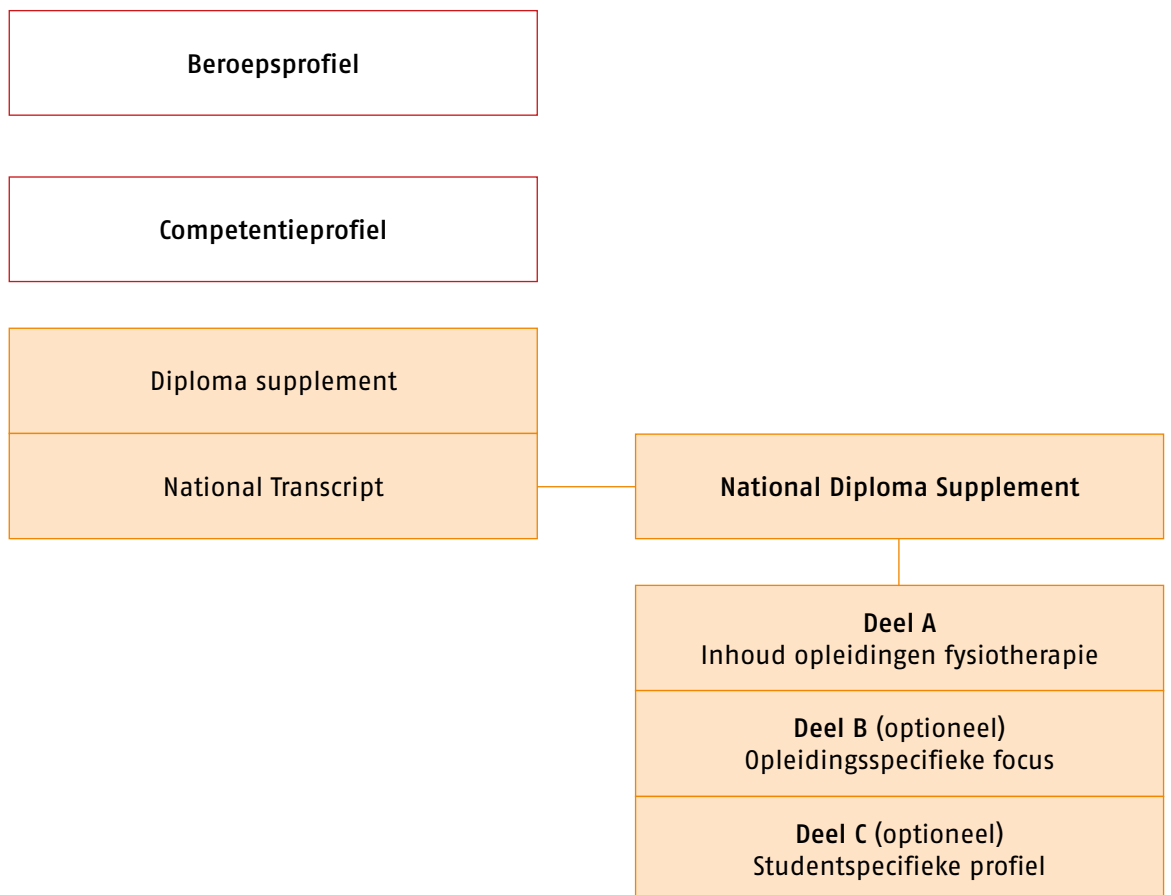 Beroepsprofiel
Competentieprofiel
Diploma supplement
National Transcript
National Diploma Supplement
Deel A
Inhoud opleidingen fysiotherapie
Deel B (optioneel)
Opleidingsspecifieke focus
Deel C (optioneel)
Studentspecifieke profiel